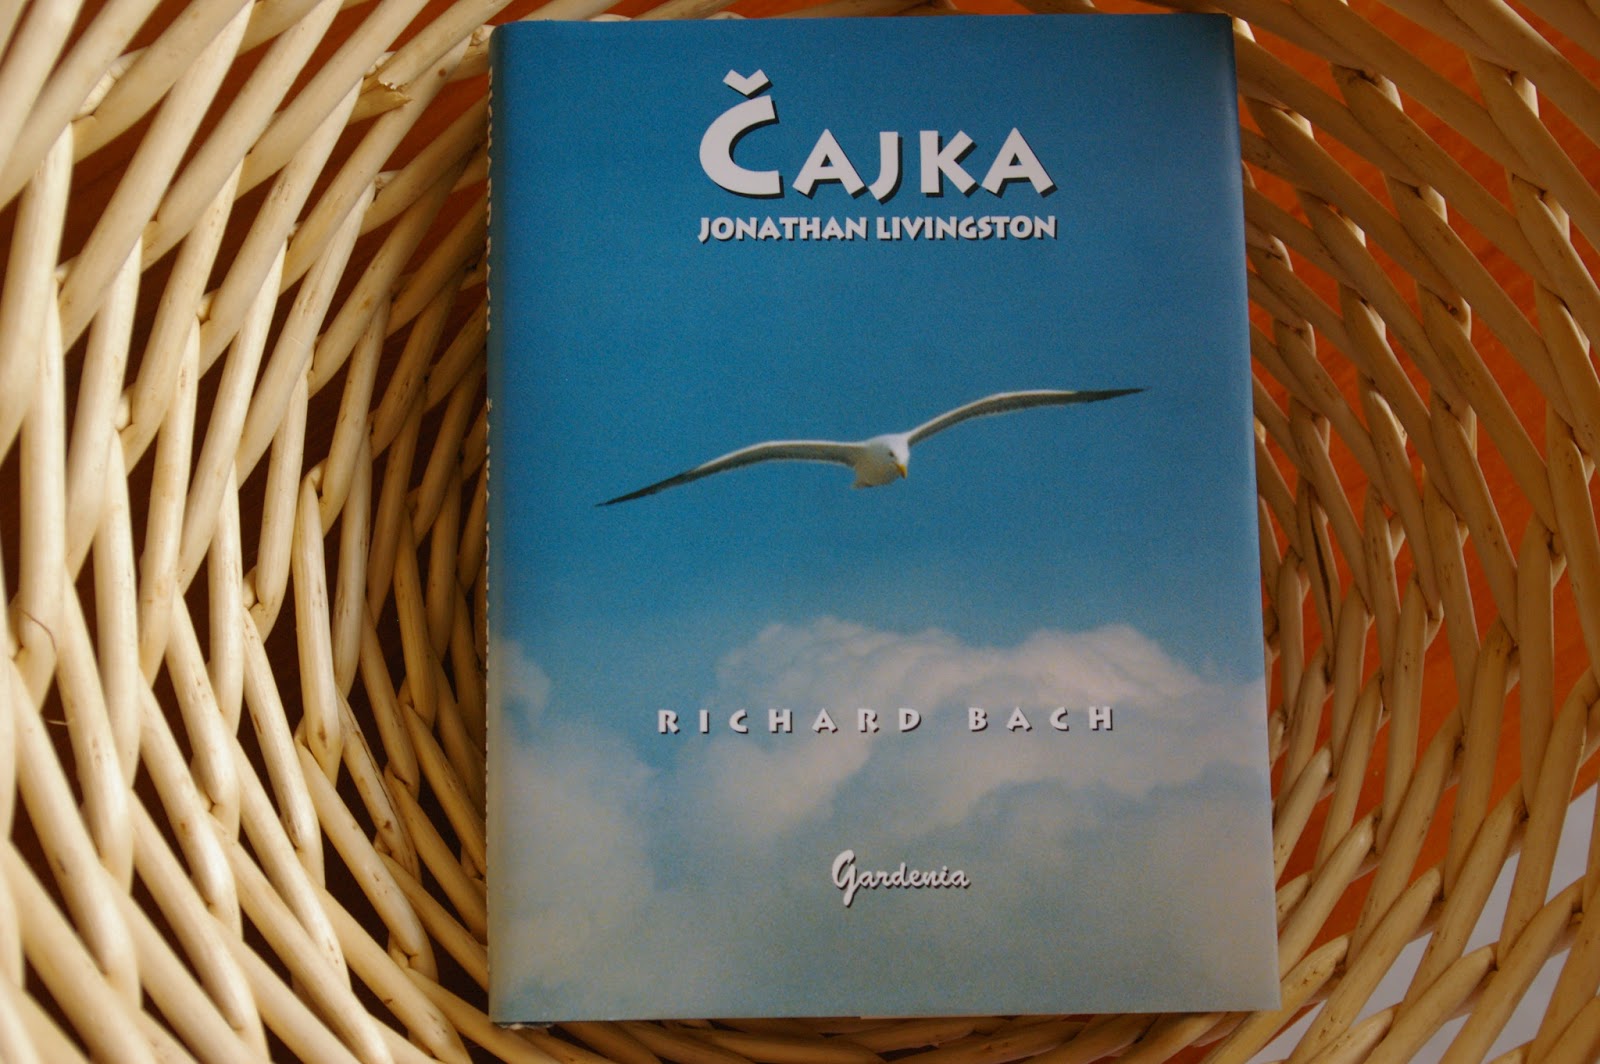 ČAJKA
JONATHAN LIVINGSTON
RICHARD BACH
Gardenia